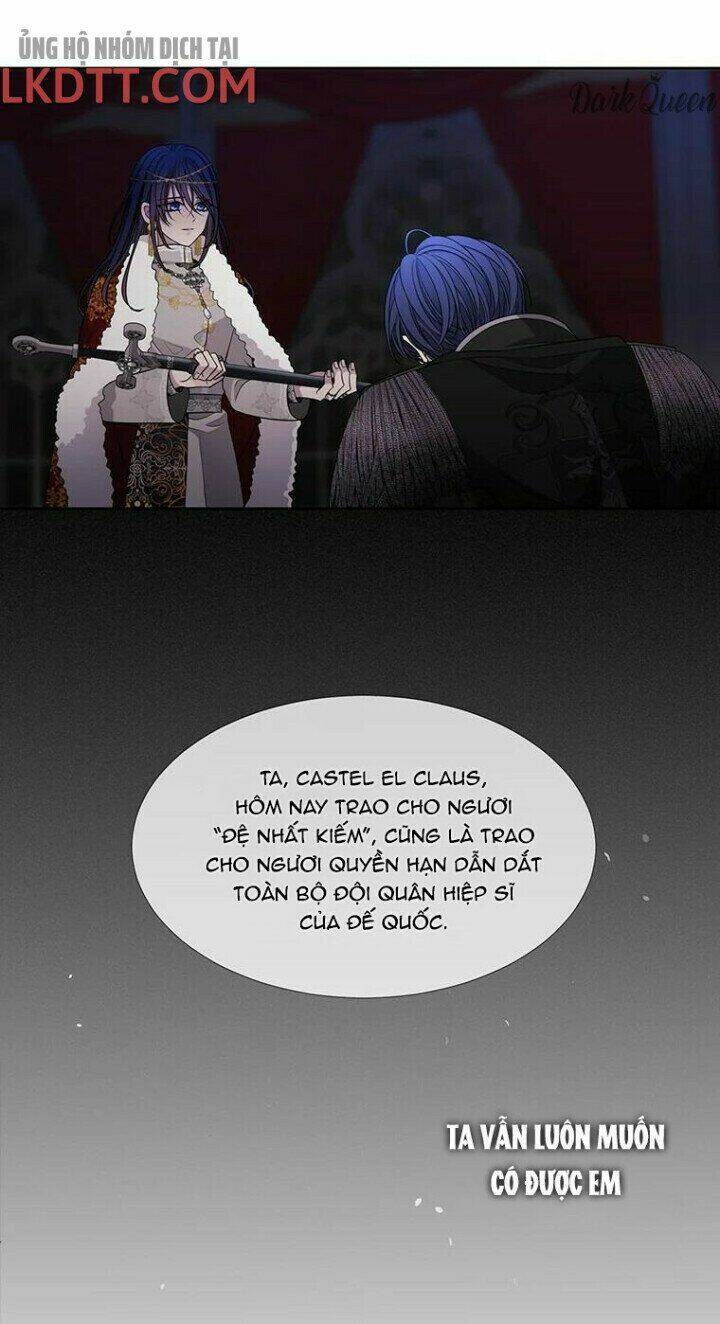 ỦNG HỘ NHÓM DỊCH TẠI
LKDTT.COM
Dark Queen
TA, CASTEL EL CLAUS,
HÔM NAY TRAO CHO NGƯƠI
“ĐỆ NHẤT KIẾM”, CŨNG LÀ TRAO
CHO NGƯƠI QUYỀN HẠN DẪN DẮT
TOÀN BỘ ĐỘI QUÂN HIỆP SĨ
CỦA ĐẾ QUỐC.
TA VẪN LUÔN MUỐN
CÓ ĐƯỢC EM